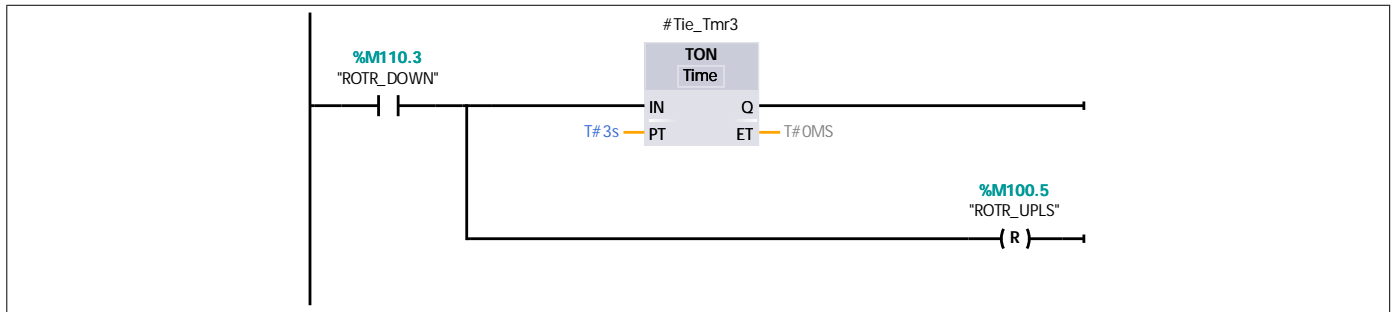 #Tie_Tmr3
%M110.3
"ROTR_DOWN"
TON
Time
IN
Q
T#3s
PT
ET
T#0MS
%M100.5
"ROTR_UPLS"
R